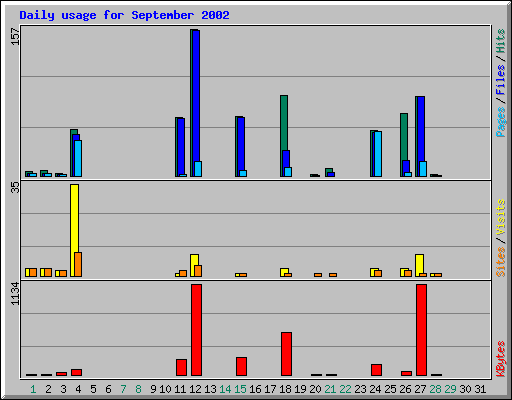 Daily usage for September 2002
157
Pages / Files / Hits
35
Sites / Visits
1134
KBytes
1 2 3 4 5 6 7 8 9 10 11 12 13 14 15 16 17 18 19 20 21 22 23 24 25 26 27 28 29 30 31